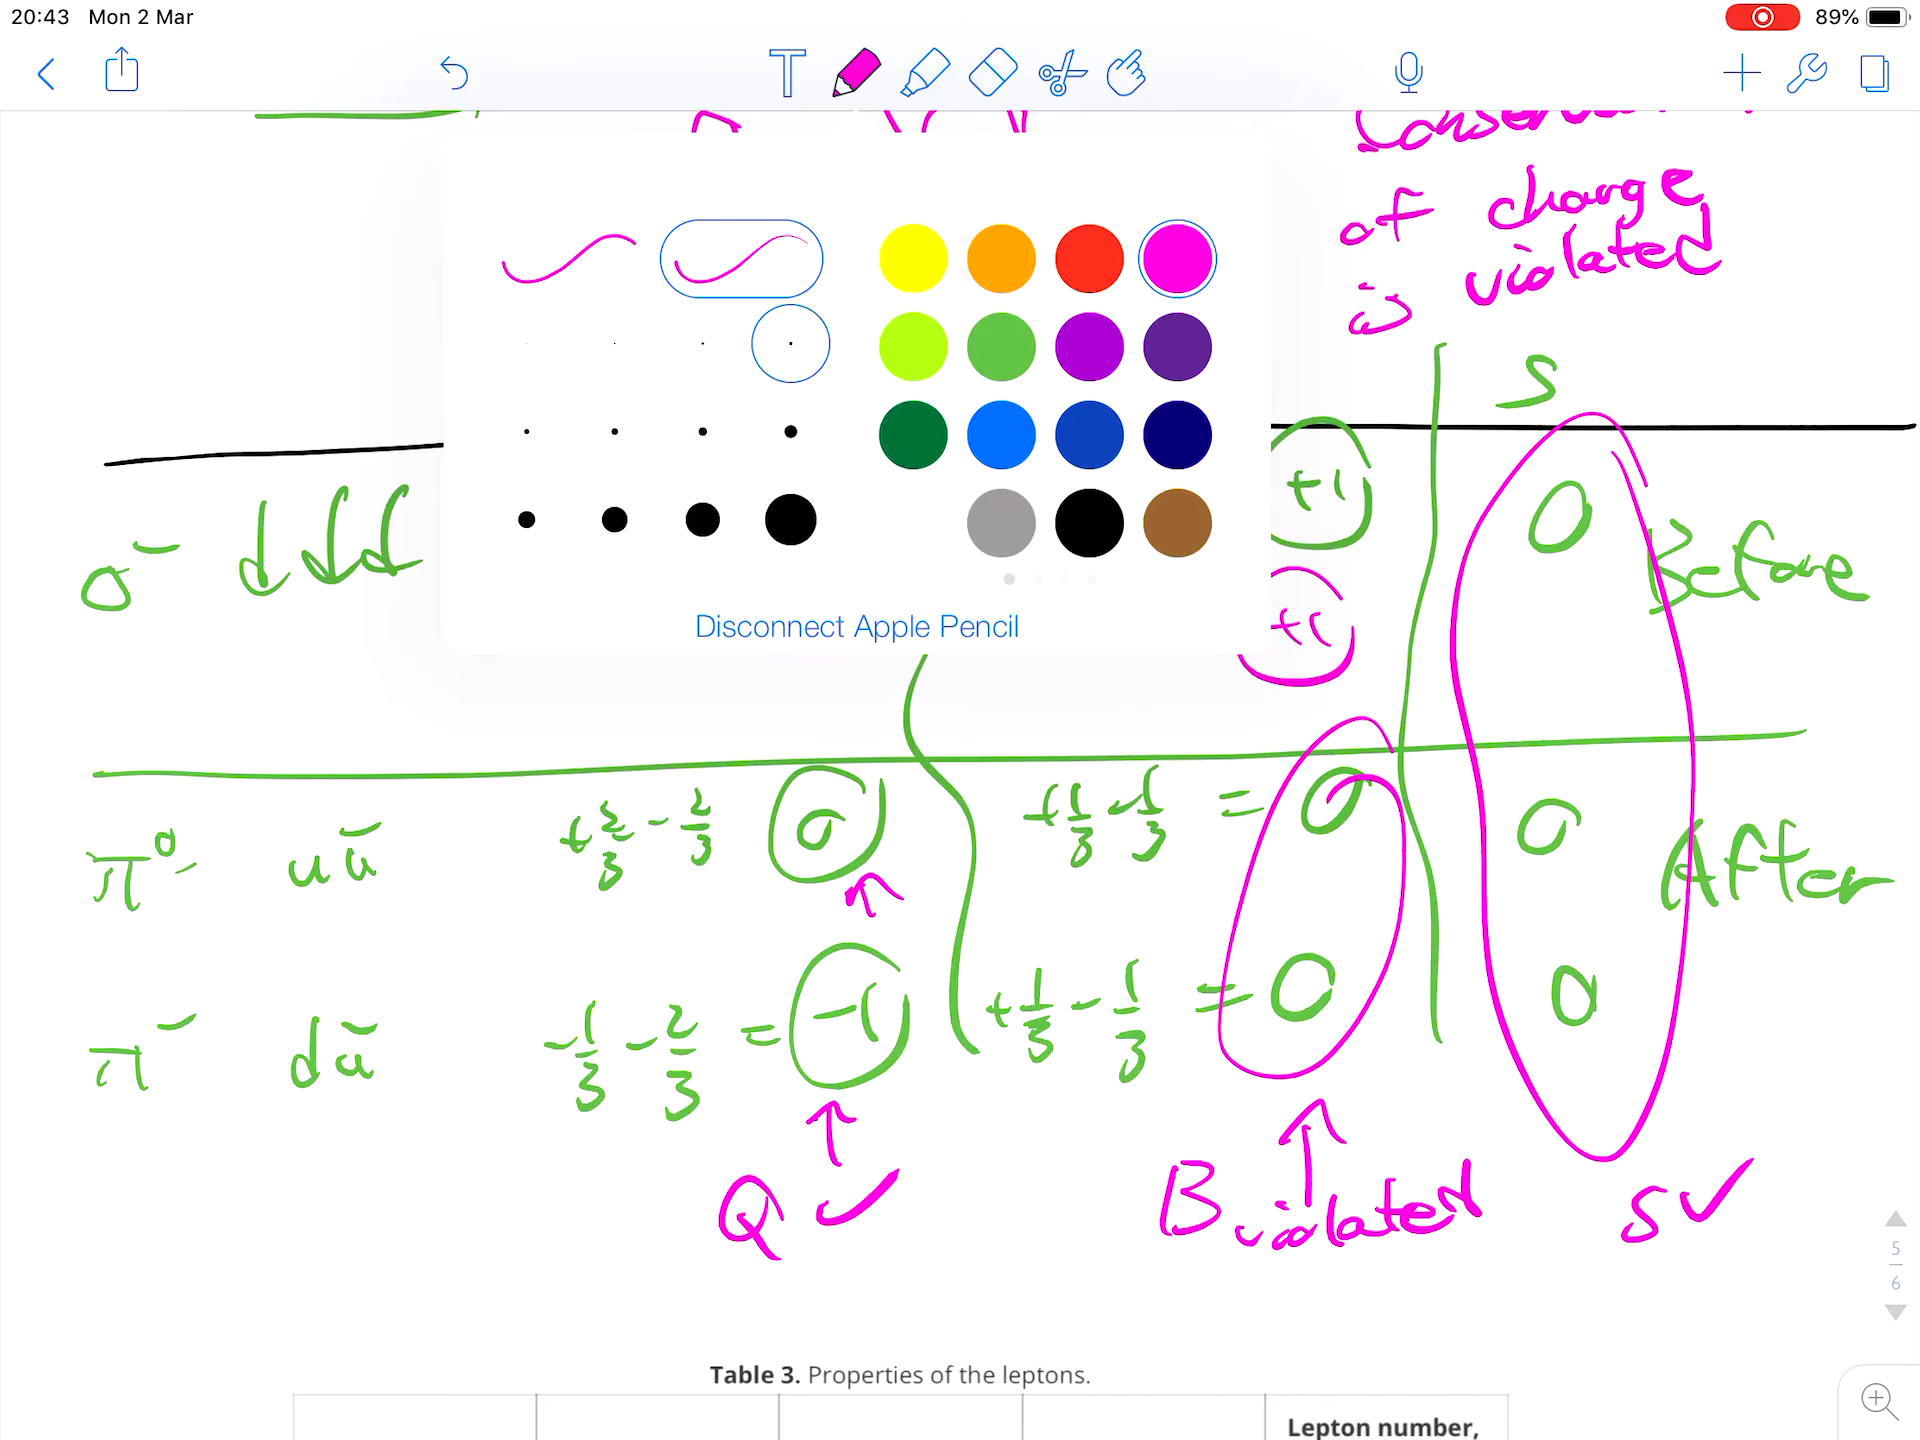 20:43 Mon 2 Mar 89%
T
of charge
is violated
S
+1 0 Before
σ⁻ ddd
Disconnect Apple Pencil
+1
π⁰ uū +2/3 - 2/3 0 +1/3 - 1/3 = 0 0 After
π⁻ dū -1/3 - 2/3 = -1 +1/3 - 1/3 = 0 0
Q ✓ B violated S ✓
5
6
Table 3. Properties of the leptons.
Lepton number,